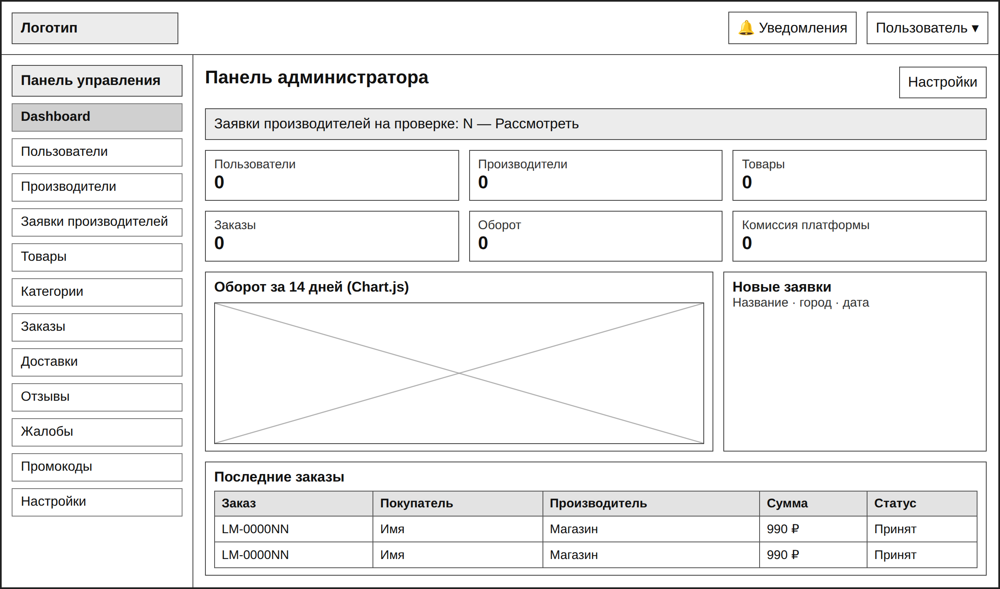 Логотип
🔔 Уведомления
Пользователь ▾
Панель управления
Dashboard
Пользователи
Производители
Заявки производителей
Товары
Категории
Заказы
Доставки
Отзывы
Жалобы
Промокоды
Настройки
Панель администратора
Настройки
Заявки производителей на проверке: N — Рассмотреть
Пользователи
0
Производители
0
Товары
0
Заказы
0
Оборот
0
Комиссия платформы
0
Оборот за 14 дней (Chart.js)
Новые заявки
Название · город · дата
Последние заказы
Заказ Покупатель Производитель Сумма Статус
LM-0000NN Имя Магазин 990 ₽ Принят
LM-0000NN Имя Магазин 990 ₽ Принят